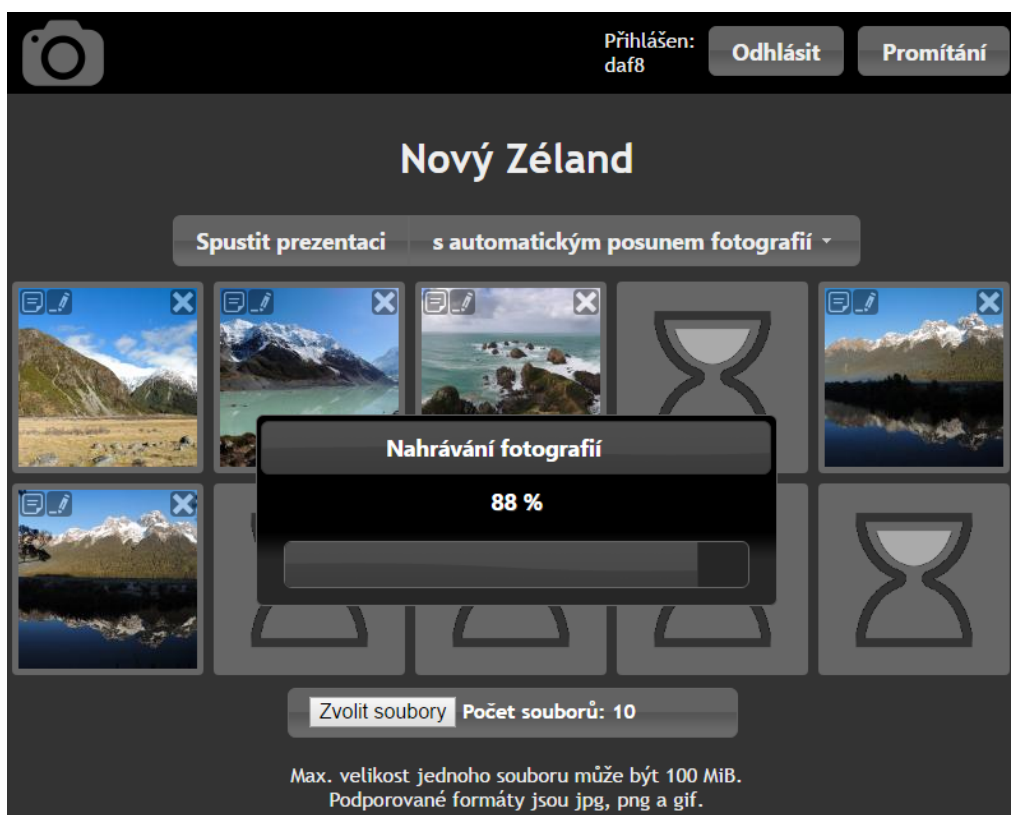 Přihlášen:
daf8
Odhlásit
Promítání
Nový Zéland
Spustit prezentaci
s automatickým posunem fotografií
Nahrávání fotografií
88 %
Zvolit soubory Počet souborů: 10
Max. velikost jednoho souboru může být 100 MiB.
Podporované formáty jsou jpg, png a gif.